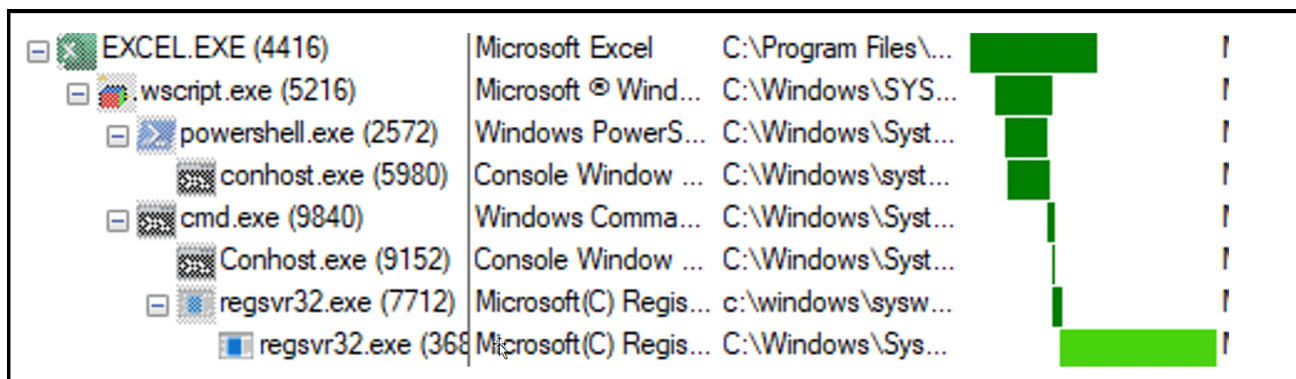 EXCEL.EXE (4416) Microsoft Excel C:\Program Files\...
wscript.exe (5216) Microsoft ® Wind... C:\Windows\SYS...
powershell.exe (2572) Windows PowerS... C:\Windows\Syst...
conhost.exe (5980) Console Window ... C:\Windows\syst...
cmd.exe (9840) Windows Comma... C:\Windows\Syst...
Conhost.exe (9152) Console Window ... C:\Windows\Syst...
regsvr32.exe (7712) Microsoft(C) Regis... c:\windows\sysw...
regsvr32.exe (368 Microsoft(C) Regis... C:\Windows\Sys...